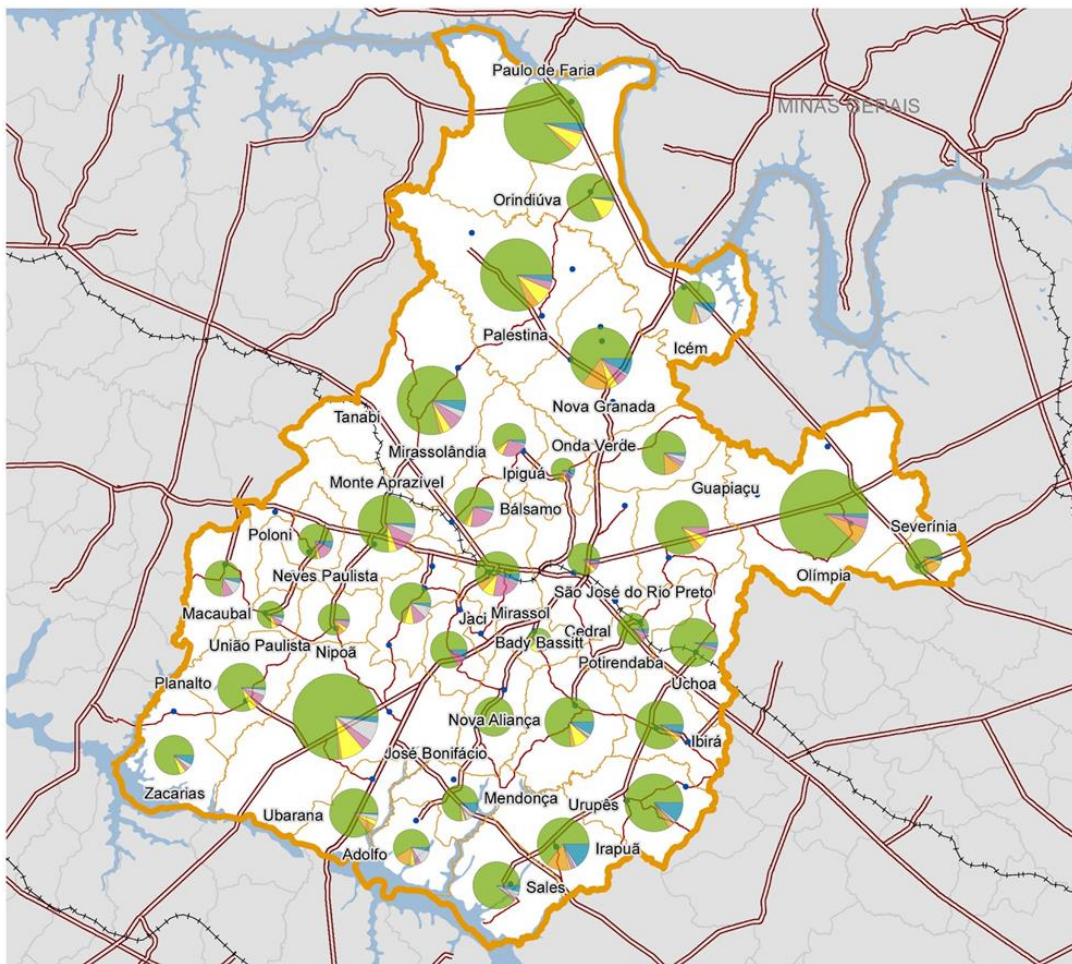 Paulo de Faria
MINAS GERAIS
Orindiúva
Palestina
Icém
Nova Granada
Tanabi
Mirassolândia
Onda Verde
Ipiguá
Monte Aprazivel
Guapiaçu
Bálsamo
Severínia
Poloni
Olímpia
Neves Paulista
São José do Rio Preto
Macaubal
Jaci
Mirassol
Cedral
União Paulista
Nipoã
Bady Bassitt
Potirendaba
Uchoa
Planalto
Nova Aliança
Ibirá
José Bonifácio
Zacarias
Mendonça
Urupês
Ubarana
Adolfo
Irapuã
Sales